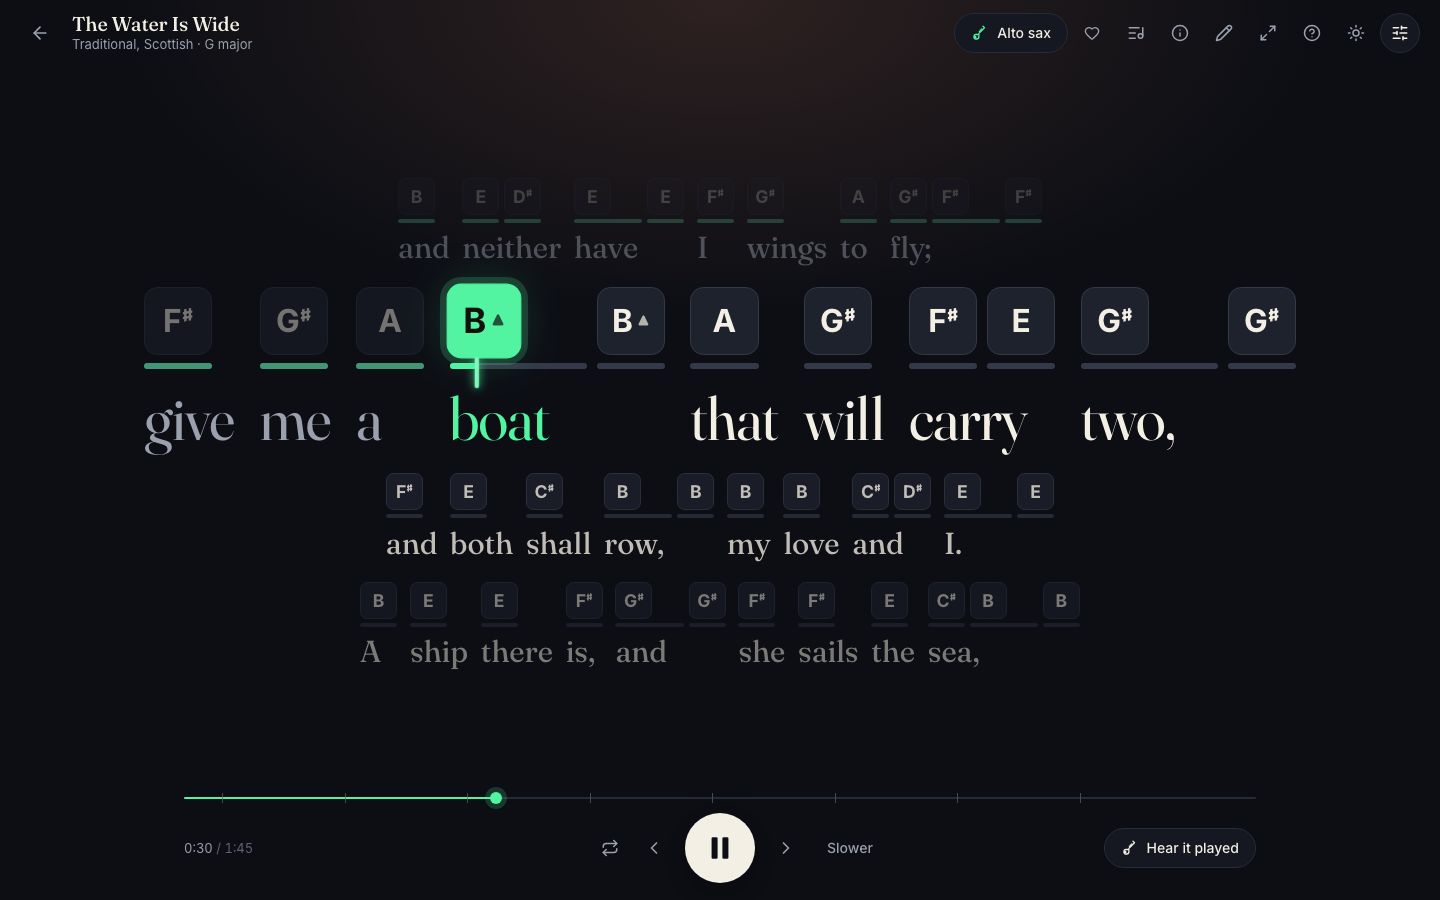 The Water Is Wide
Traditional, Scottish · G major
Alto sax
B E D♯ E E F♯ G♯ A G♯ F♯ F♯
and neither have I wings to fly;
F♯ G♯ A B▲ B▲ A G♯ F♯ E G♯ G♯
give me a boat that will carry two,
F♯ E C♯ B B B B C♯ D♯ E E
and both shall row, my love and I.
B E E F♯ G♯ G♯ F♯ F♯ E C♯ B B
A ship there is, and she sails the sea,
0:30 / 1:45
Slower
Hear it played